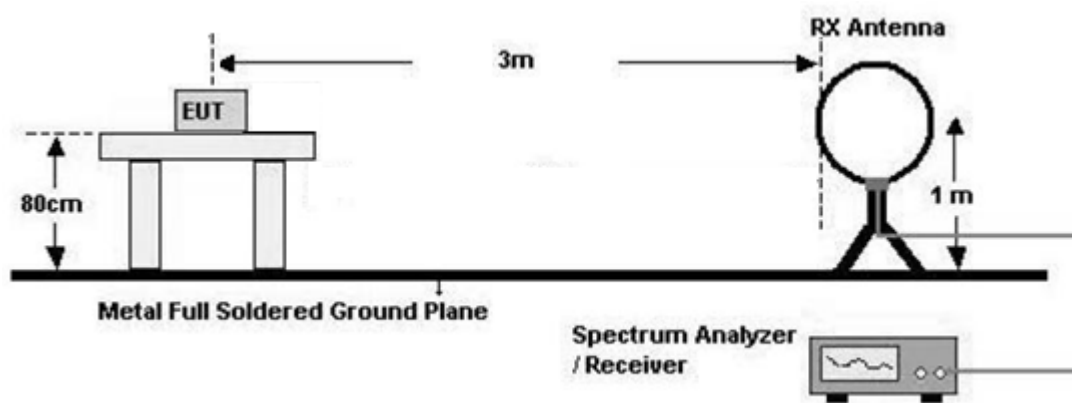 RX Antenna
3m
EUT
80cm
1 m
Metal Full Soldered Ground Plane
Spectrum Analyzer
/ Receiver